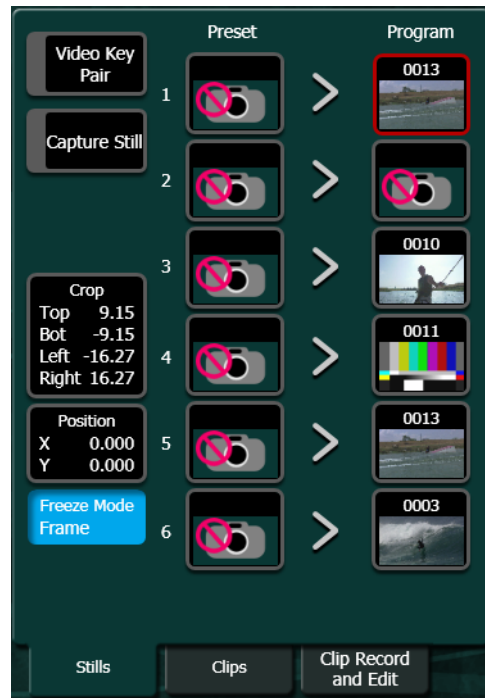 Preset
Program
Video Key
Pair
1
0013
Capture Still
2
3
0010
Crop
Top 9.15
Bot -9.15
Left -16.27
Right 16.27
4
0011
Position
X 0.000
Y 0.000
5
0013
Freeze Mode
Frame
6
0003
Stills
Clips
Clip Record
and Edit